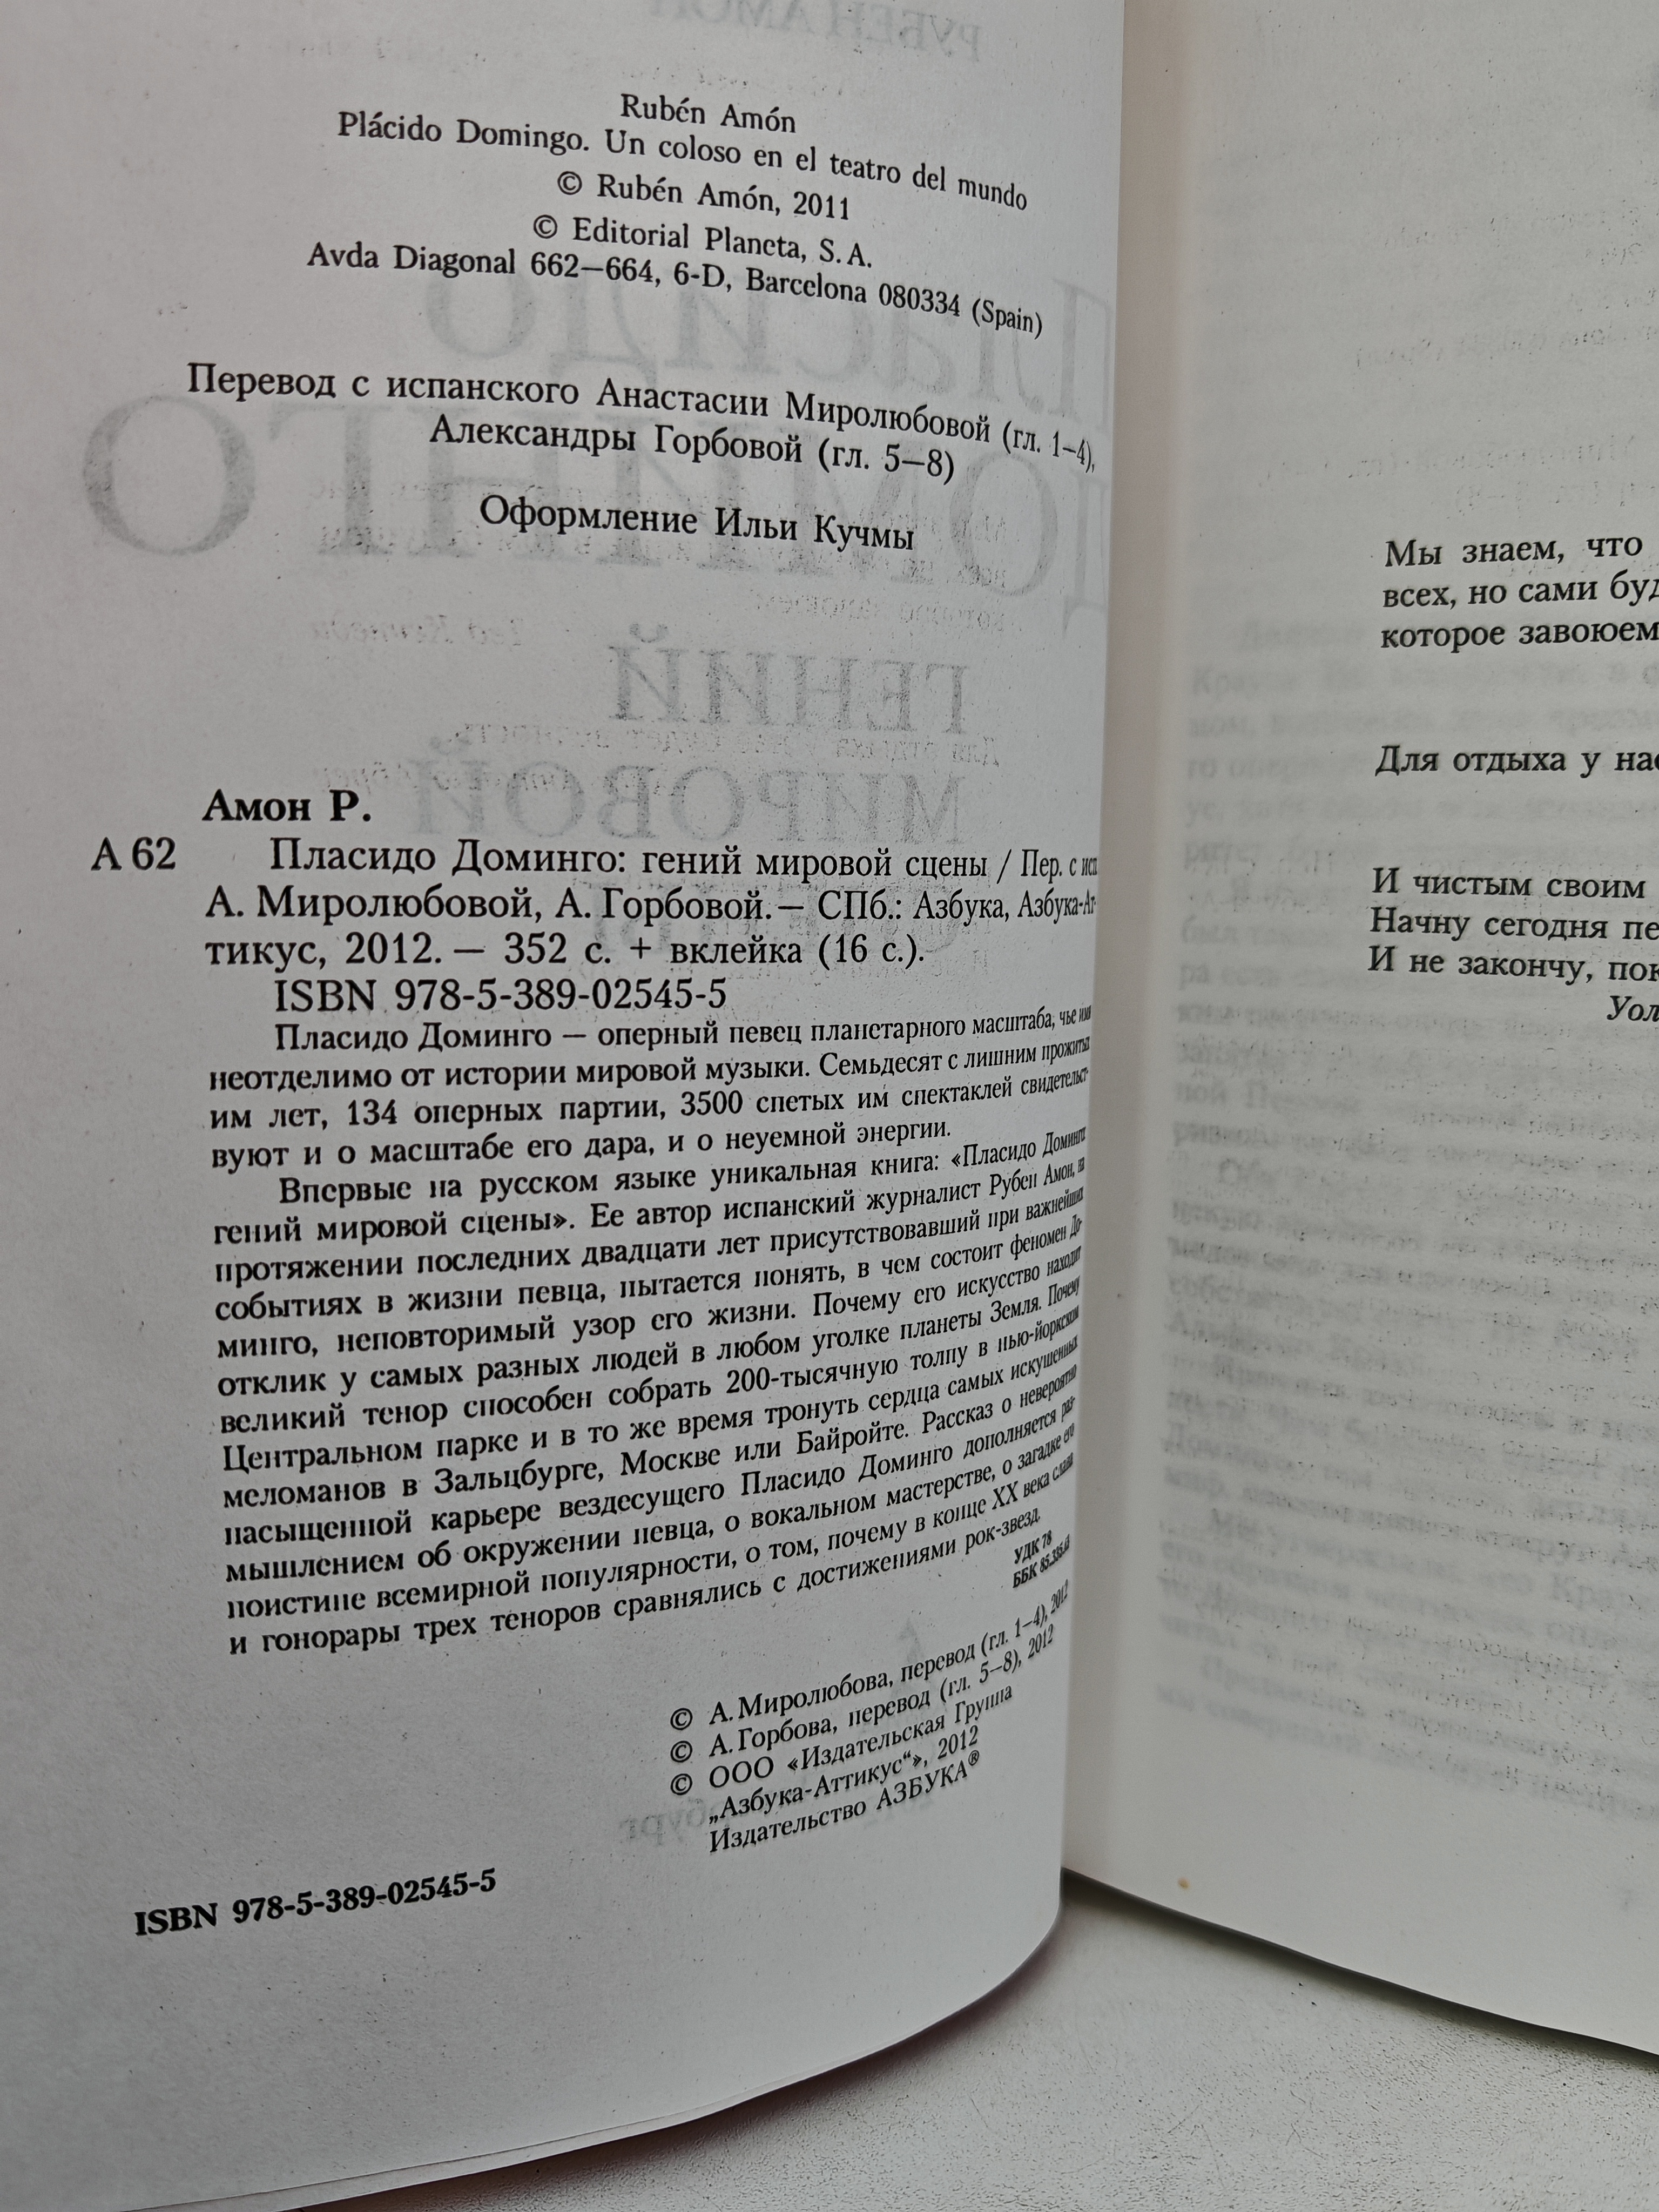 Rubén Amón
Plácido Domingo. Un coloso en el teatro del mundo
© Rubén Amón, 2011
© Editorial Planeta, S.A.
Avda Diagonal 662–664, 6-D, Barcelona 080334 (Spain)
Перевод с испанского Анастасии Миролюбовой (гл. 1–4),
Александры Горбовой (гл. 5–8)
Оформление Ильи Кучмы
Амон Р.
А 62 Пласидо Доминго: гений мировой сцены / Пер. с исп.
А. Миролюбовой, А. Горбовой. — СПб.: Азбука, Азбука-Ат-
тикус, 2012. — 352 с. + вклейка (16 с.).
ISBN 978-5-389-02545-5
Пласидо Доминго — оперный певец планетарного масштаба, чье имя
неотделимо от истории мировой музыки. Семьдесят с лишним прожитых
им лет, 134 оперных партии, 3500 спетых им спектаклей свидетельст-
вуют и о масштабе его дара, и о неуемной энергии.
Впервые на русском языке уникальная книга: «Пласидо Доминго:
гений мировой сцены». Ее автор испанский журналист Рубен Амон, на
протяжении последних двадцати лет присутствовавший при важнейших
событиях в жизни певца, пытается понять, в чем состоит феномен До-
минго, неповторимый узор его жизни. Почему его искусство находит
отклик у самых разных людей в любом уголке планеты Земля. Почему
великий тенор способен собрать 200-тысячную толпу в нью-йоркском
Центральном парке и в то же время тронуть сердца самых искушенных
меломанов в Зальцбурге, Москве или Байройте. Рассказ о невероятно
насыщенной карьере вездесущего Пласидо Доминго дополняется раз-
мышлением об окружении певца, о вокальном мастерстве, о загадке его
поистине всемирной популярности, о том, почему в конце XX века слава
и гонорары трех теноров сравнялись с достижениями рок-звезд.
УДК 78
ББК
© А. Миролюбова, перевод (гл. 1–4), 2012
© А. Горбова, перевод (гл. 5–8), 2012
© ООО «Издательская Группа
„Азбука-Аттикус“», 2012
Издательство АЗБУКА®
ISBN 978-5-389-02545-5
Мы знаем, что
всех, но сами буд
которое завоюем
Для отдыха у нас
И чистым своим
Начну сегодня пе
И не закончу, пок
Уол